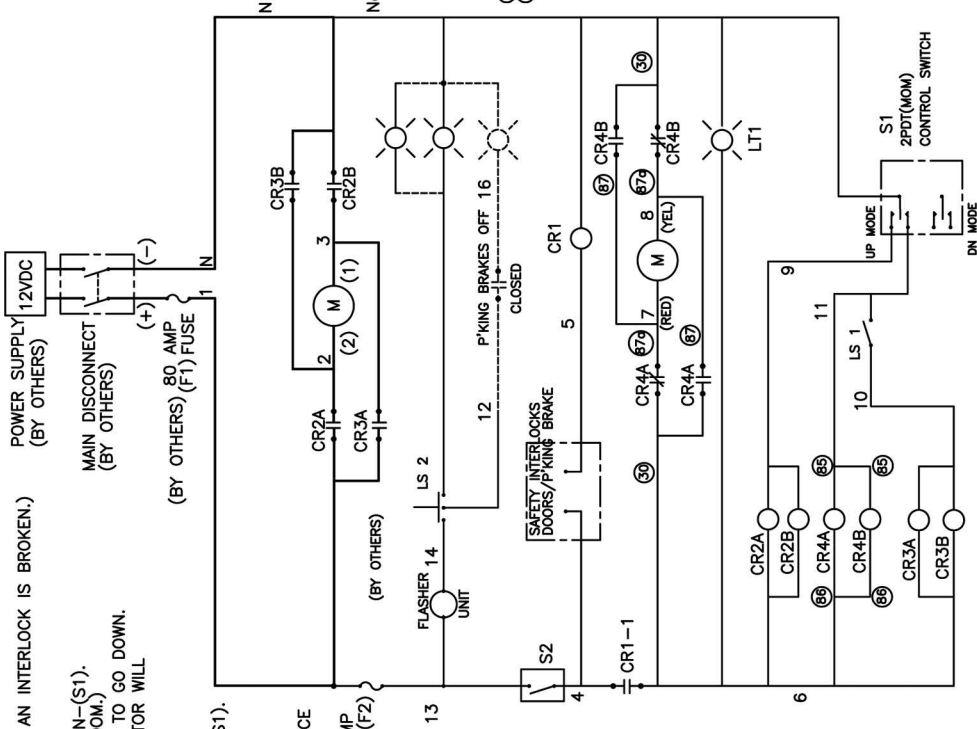 AN INTERLOCK IS BROKEN.)
N-(S1).
OM.)
TO GO DOWN.
TOR WILL
S1).
CE
MP
(F2)
POWER SUPPLY
(BY OTHERS)
12VDC
MAIN DISCONNECT
(BY OTHERS)
(+)
(-)
(BY OTHERS)
80 AMP
(F1) FUSE
1
N
N
CR3B
CR2B
2
3
M
(2)
(1)
CR2A
CR3A
(BY OTHERS)
13
FLASHER
UNIT
14
LS 2
12
P'KING BRAKES OFF
16
CLOSED
S2
4
SAFETY INTERLOCKS
DOORS/P'KING BRAKE
5
CR1
CR1-1
30
CR4A
87a
CR4A
87
7
(RED)
M
8
(YEL)
87
CR4B
87a
CR4B
30
LT1
6
CR2A
CR2B
86
CR4A
85
86
CR4B
85
CR3A
CR3B
9
11
10
LS 1
UP MODE
DN MODE
S1
2PDT(MOM)
CONTROL SWITCH